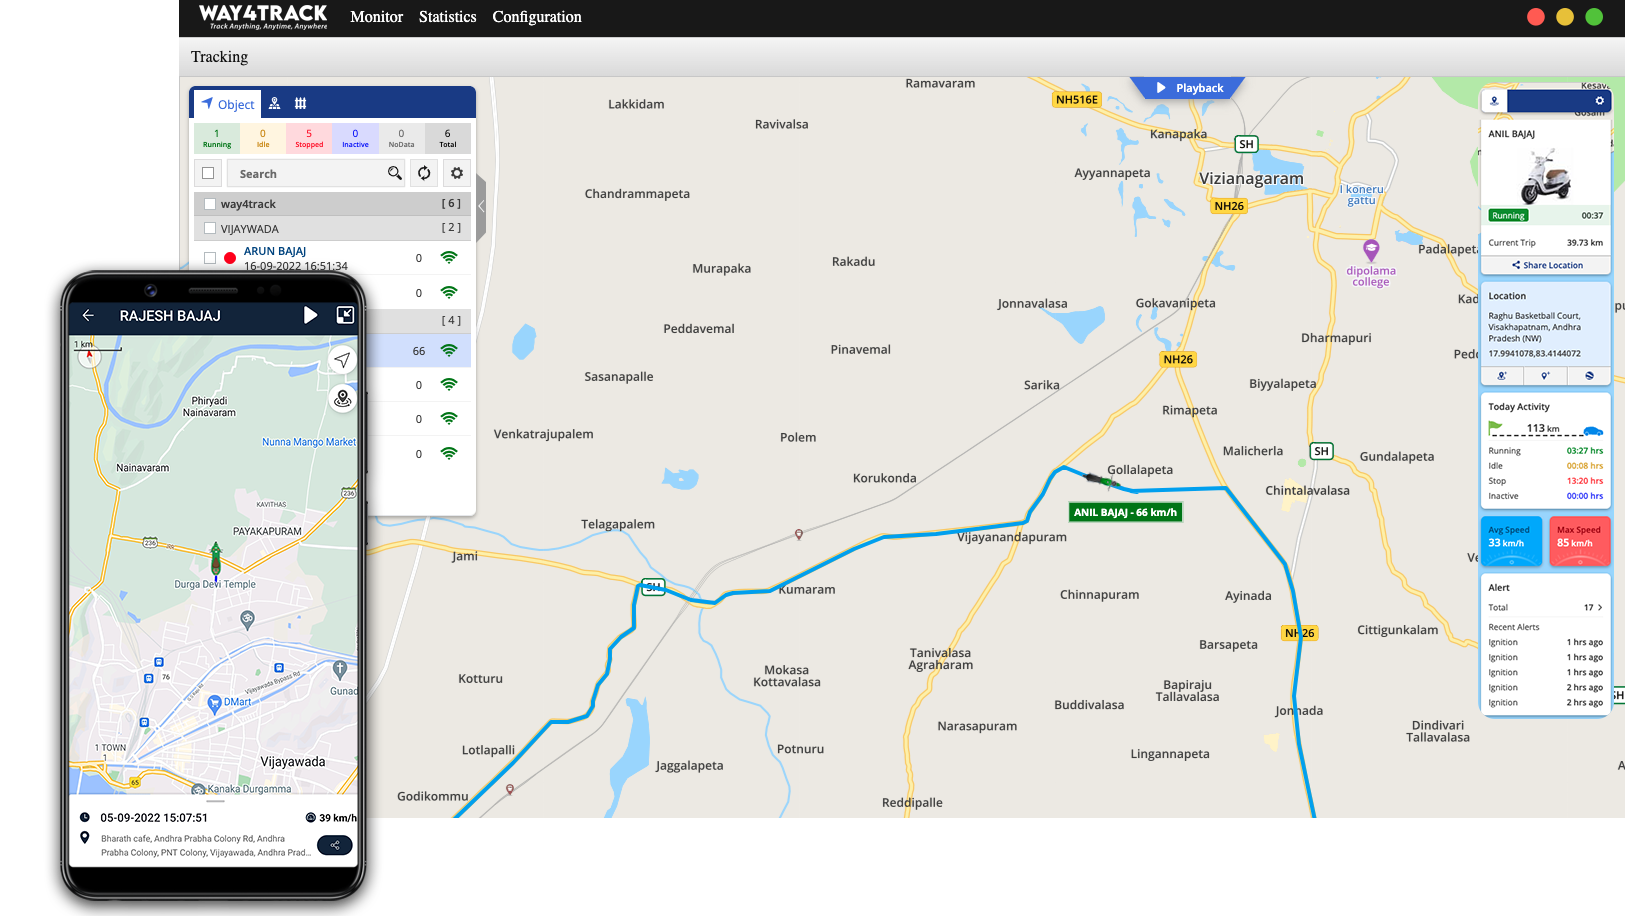 WAY4TRACK
Track Anything, Anytime, Anywhere
Monitor Statistics Configuration
Tracking
Object
1 0 5 0 0 6
Running Idle Stopped Inactive NoData Total
Search
way4track [ 6 ]
VIJAYWADA [ 2 ]
ARUN BAJAJ
16-09-2022 16:51:34 0
0
[ 4 ]
66
0
0
0
Playback
Ramavaram
NH516E
Lakkidam
Ravivalsa
Kanapaka
SH
Ayyannapeta
Vizianagaram
Chandrammapeta
NH26
I koneru
gattu
Padalapeta
Murapaka
Rakadu
dipolama
college
Jonnavalasa
Gokavanipeta
Peddavemal
Dharmapuri
Pinavemal
NH26
Sasanapalle
Sarika
Biyyalapeta
Rimapeta
Venkatrajupalem
Polem
Malicherla
SH
Gundalapeta
Korukonda
Gollalapeta
Chintalavalasa
ANIL BAJAJ - 66 km/h
Telagapalem
Vijayanandapuram
Jami
SH
Kumaram
Chinnapuram
Ayinada
NH26
Cittigunkalam
Barsapeta
Tanivalasa
Agraharam
Mokasa
Kottavalasa
Kotturu
Bapiraju
Tallavalasa
Buddivalasa
Jonnada
Narasapuram
Dindivari
Tallavalasa
Lotlapalli
Potnuru
Lingannapeta
Jaggalapeta
Godikommu
Reddipalle
ANIL BAJAJ
Running 00:37
Current Trip 39.73 km
Share Location
Location
Raghu Basketball Court,
Visakhapatnam, Andhra
Pradesh (NW)
17.9941078,83.4144072
Today Activity
113 km
Running 03:27 hrs
Idle 00:08 hrs
Stop 13:20 hrs
Inactive 00:00 hrs
Avg Speed Max Speed
33 km/h 85 km/h
Alert
Total 17
Recent Alerts
Ignition 1 hrs ago
Ignition 1 hrs ago
Ignition 1 hrs ago
Ignition 2 hrs ago
Ignition 2 hrs ago
RAJESH BAJAJ
1 km
Phiryadi
Nainavaram
Nunna Mango Market
Nainavaram
236
KAVITHAS
PAYAKAPURAM
236
Durga Devi Temple
76
Vijayawada Bypass Rd
Gunad
DMart
1 TOWN
1
Vijayawada
65
Kanaka Durgamma
05-09-2022 15:07:51 39 km/h
Bharath cafe, Andhra Prabha Colony Rd, Andhra
Prabha Colony, PNT Colony, Vijayawada, Andhra Prad...